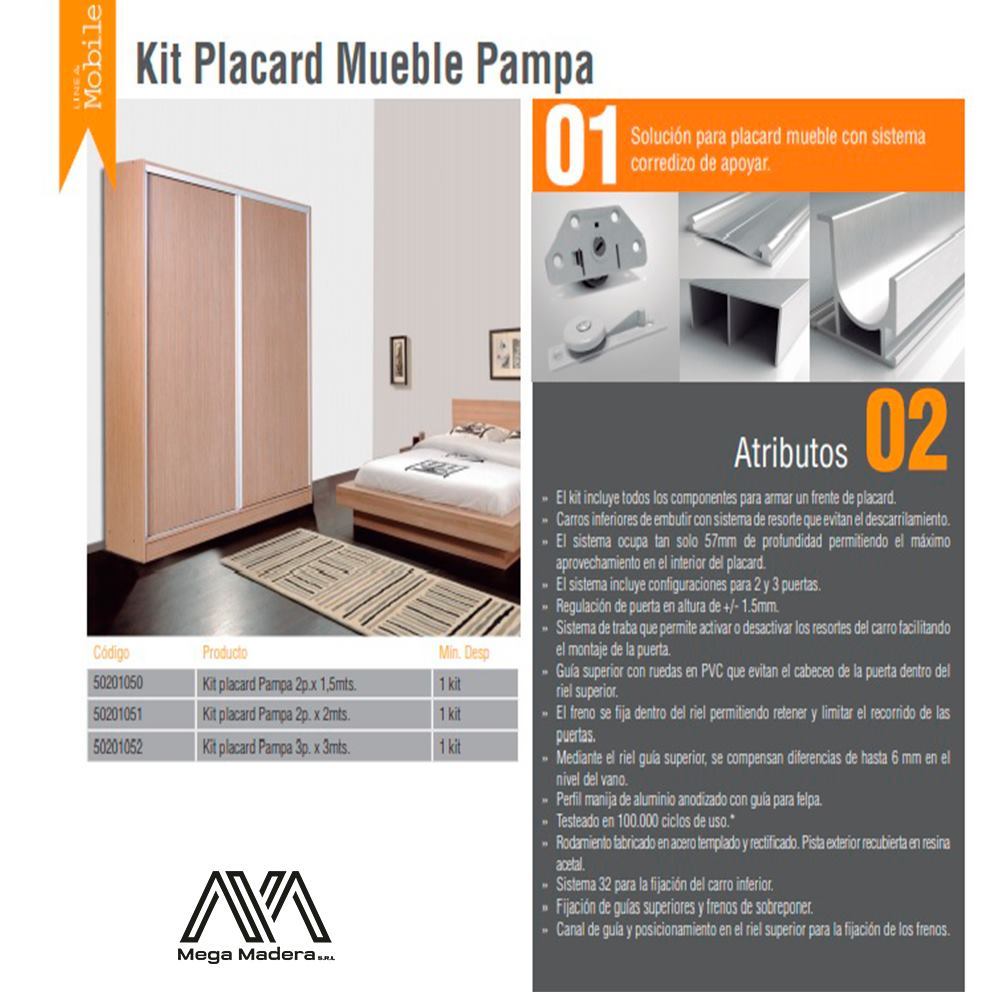 LINEA
Mobile
Kit Placard Mueble Pampa
01
Solución para placard mueble con sistema
corredizo de apoyar.
02
Atributos
» El kit incluye todos los componentes para armar un frente de placard.
» Carros inferiores de embutir con sistema de resorte que evitan el descarrilamiento.
» El sistema ocupa tan solo 57mm de profundidad permitiendo el máximo
aprovechamiento en el interior del placard.
» El sistema incluye configuraciones para 2 y 3 puertas.
» Regulación de puerta en altura de +/- 1.5mm.
» Sistema de traba que permite activar o desactivar los resortes del carro facilitando
el montaje de la puerta.
» Guía superior con ruedas en PVC que evitan el cabeceo de la puerta dentro del
riel superior.
» El freno se fija dentro del riel permitiendo retener y limitar el recorrido de las
puertas.
» Mediante el riel guía superior, se compensan diferencias de hasta 6 mm en el
nivel del vano.
» Perfil manija de aluminio anodizado con guía para felpa.
» Testeado en 100.000 ciclos de uso.*
» Rodamiento fabricado en acero templado y rectificado. Pista exterior recubierta en resina
acetal.
» Sistema 32 para la fijación del carro inferior.
» Fijación de guías superiores y frenos de sobreponer.
» Canal de guía y posicionamiento en el riel superior para la fijación de los frenos.
Código Producto Mín. Desp
50201050 Kit placard Pampa 2p.x 1,5mts. 1 kit
50201051 Kit placard Pampa 2p. x 2mts. 1 kit
50201052 Kit placard Pampa 3p. x 3mts. 1 kit
Mega Madera S.R.L